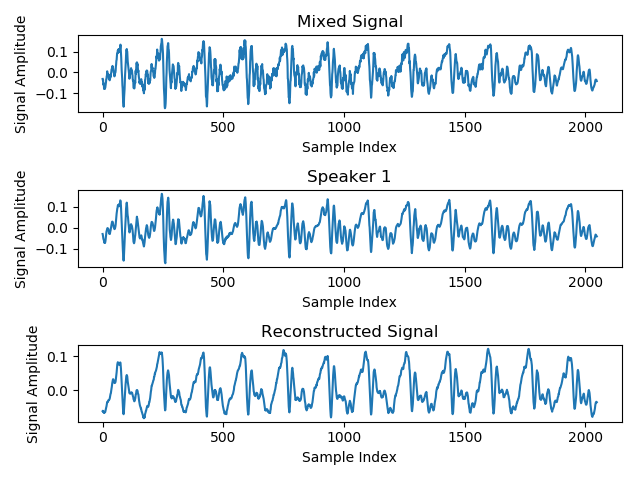 Mixed Signal
Signal Amplitude
0.1
0.0
−0.1
0 500 1000 1500 2000
Sample Index
Speaker 1
Signal Amplitude
0.1
0.0
−0.1
0 500 1000 1500 2000
Sample Index
Reconstructed Signal
Signal Amplitude
0.1
0.0
0 500 1000 1500 2000
Sample Index